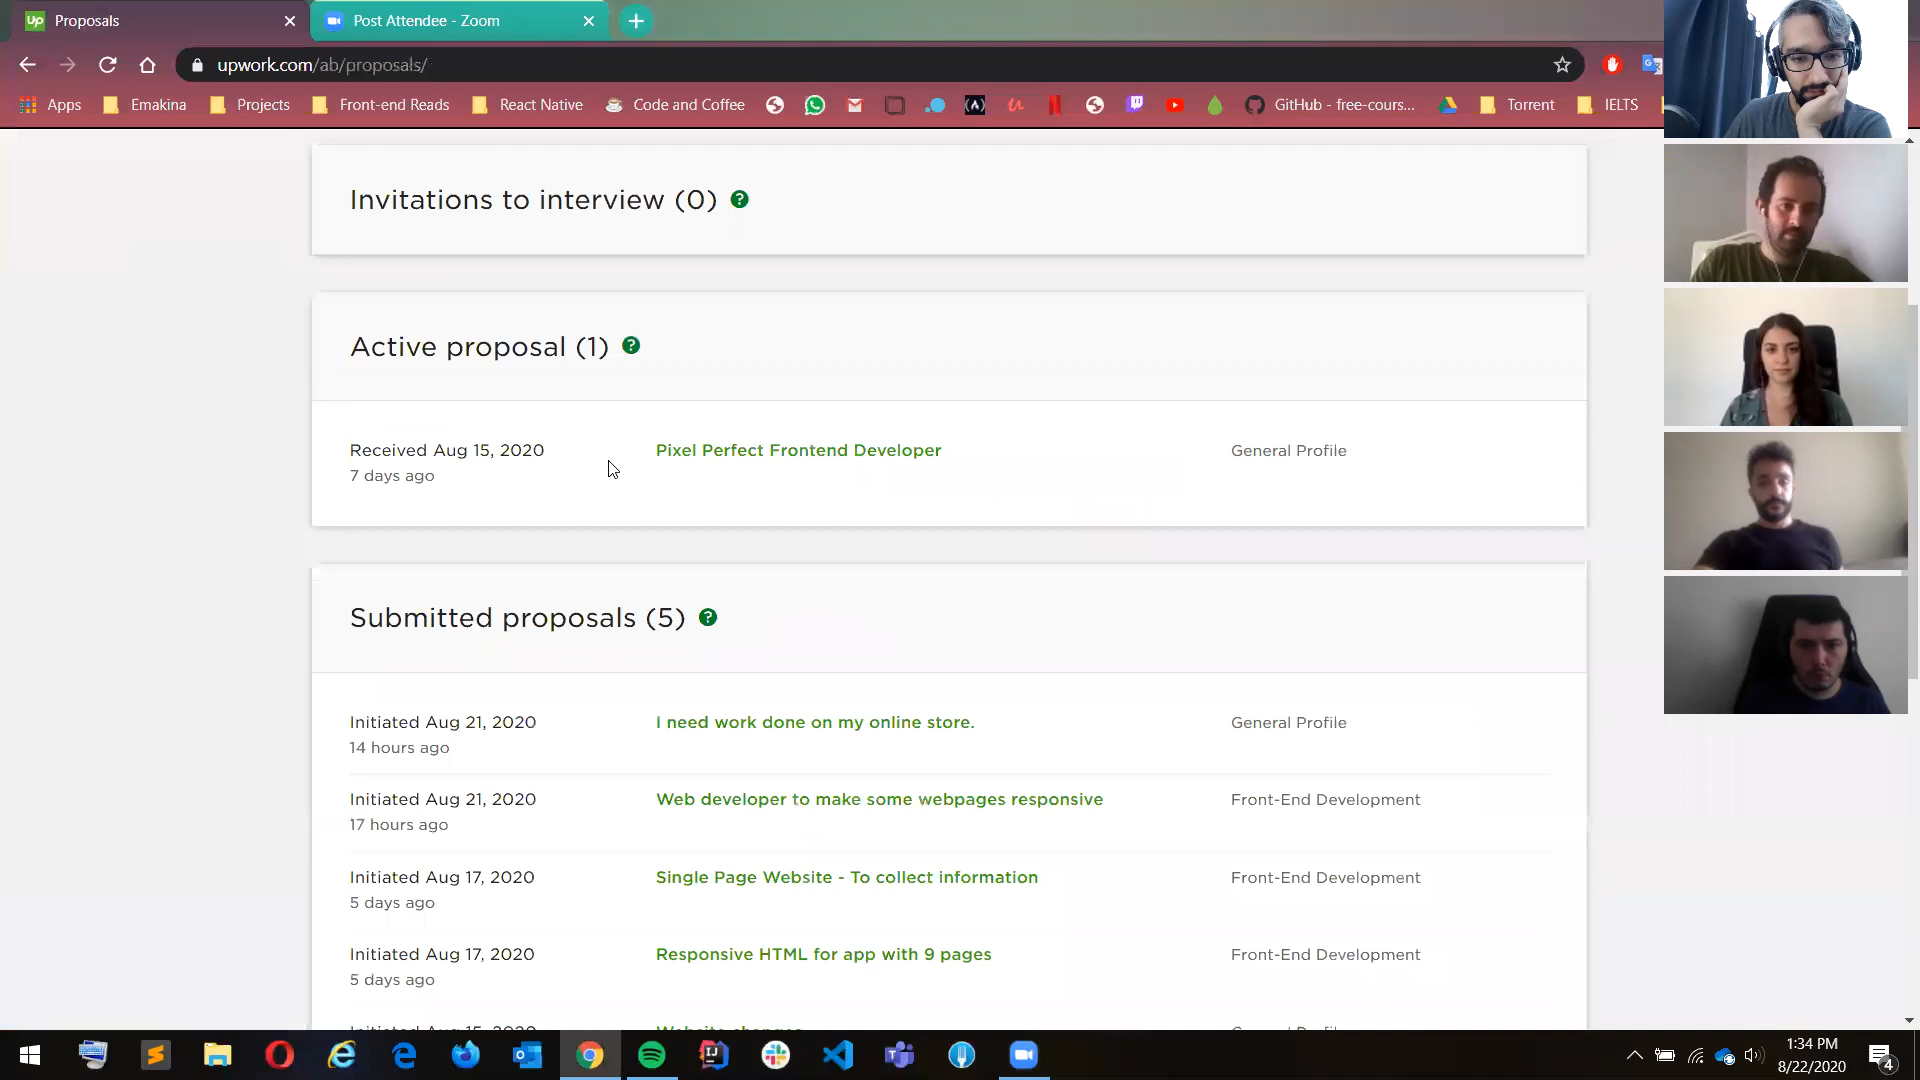 Proposals
Post Attendee - Zoom
upwork.com/ab/proposals/
Apps
Emakina
Projects
Front-end Reads
React Native
Code and Coffee
GitHub - free-cours...
Torrent
IELTS
Invitations to interview (0)
Active proposal (1)
Received Aug 15, 2020
Pixel Perfect Frontend Developer
General Profile
7 days ago
Submitted proposals (5)
Initiated Aug 21, 2020
I need work done on my online store.
General Profile
14 hours ago
Initiated Aug 21, 2020
Web developer to make some webpages responsive
Front-End Development
17 hours ago
Initiated Aug 17, 2020
Single Page Website - To collect information
Front-End Development
5 days ago
Initiated Aug 17, 2020
Responsive HTML for app with 9 pages
Front-End Development
5 days ago
1:34 PM
8/22/2020
4